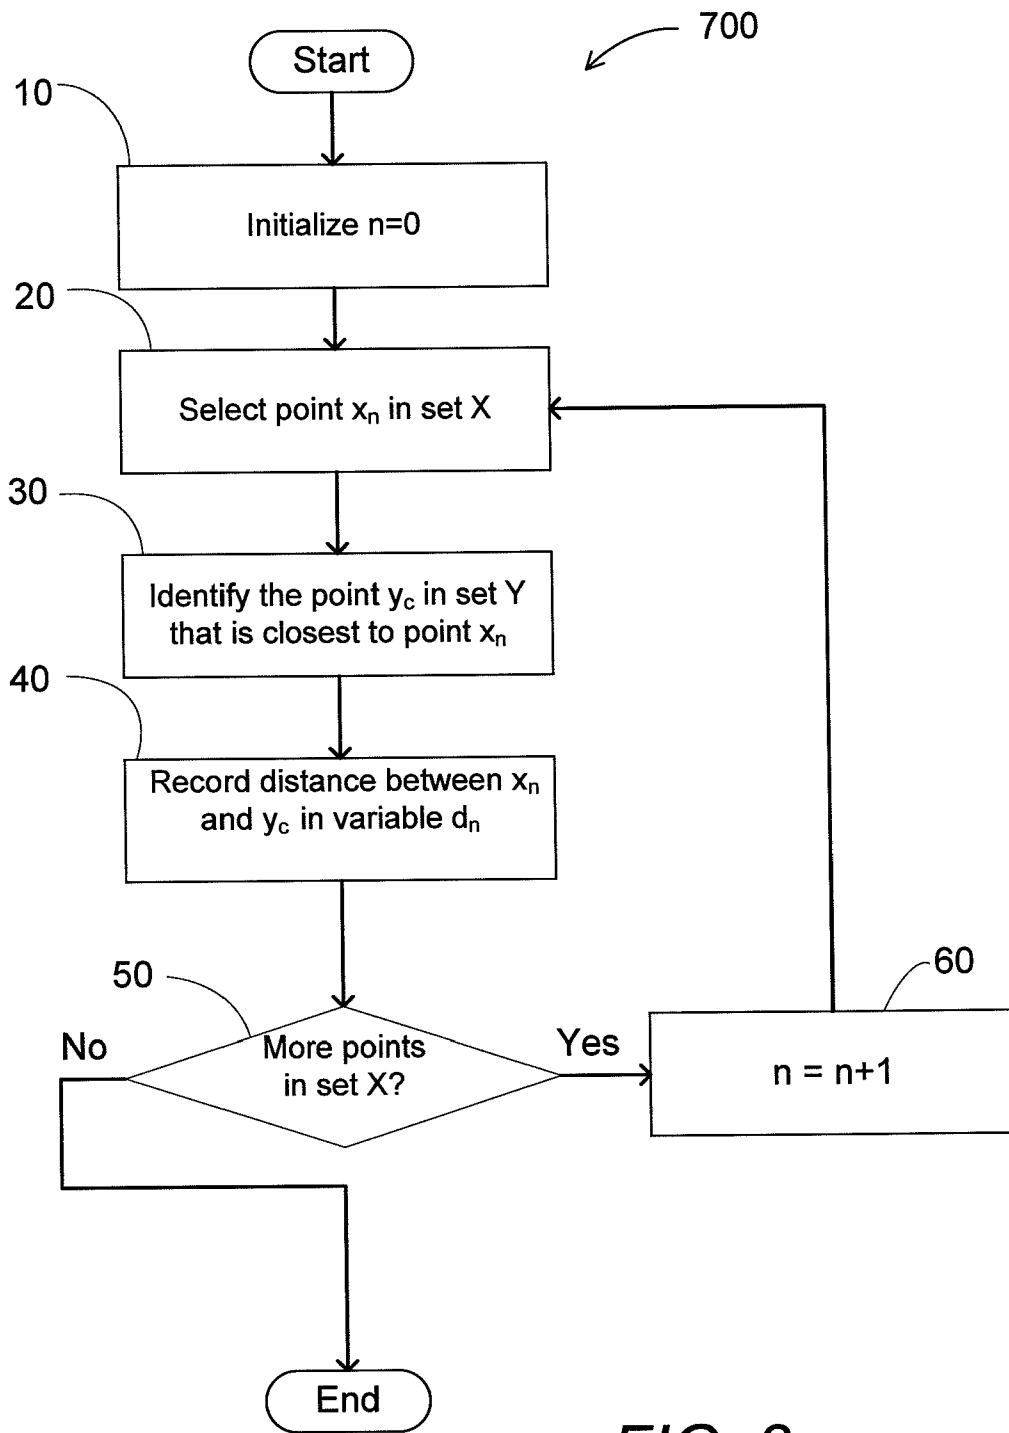 700
Start
10
Initialize n=0
20
Select point xn in set X
30
Identify the point yc in set Y
that is closest to point xn
40
Record distance between xn
and yc in variable dn
50
60
No
More points
in set X?
Yes
n = n+1
End